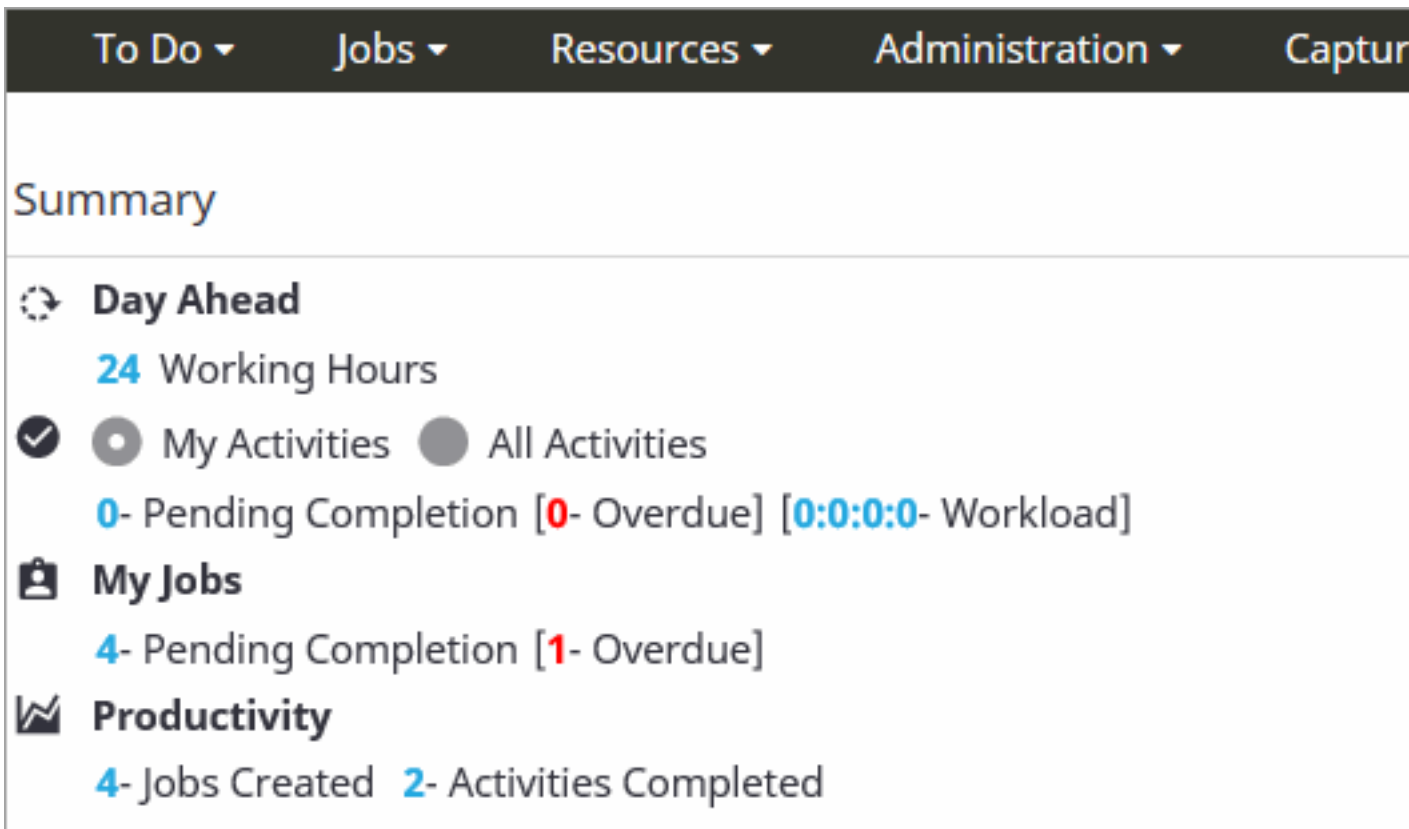 To Do Jobs Resources Administration Captur
Summary
Day Ahead
24 Working Hours
My Activities All Activities
0- Pending Completion [0- Overdue] [0:0:0:0- Workload]
My Jobs
4- Pending Completion [1- Overdue]
Productivity
4- Jobs Created 2- Activities Completed